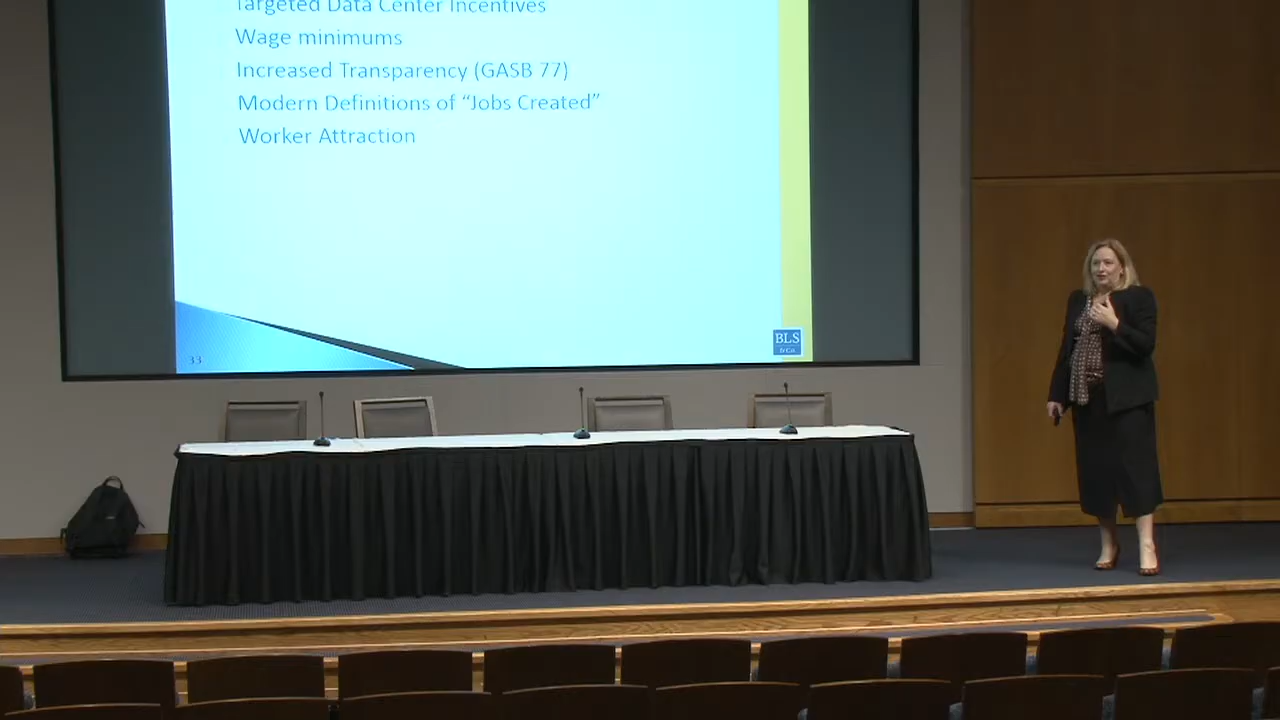 Targeted Data Center Incentives
Wage minimums
Increased Transparency (GASB 77)
Modern Definitions of “Jobs Created”
Worker Attraction
33
BLS
& Co.